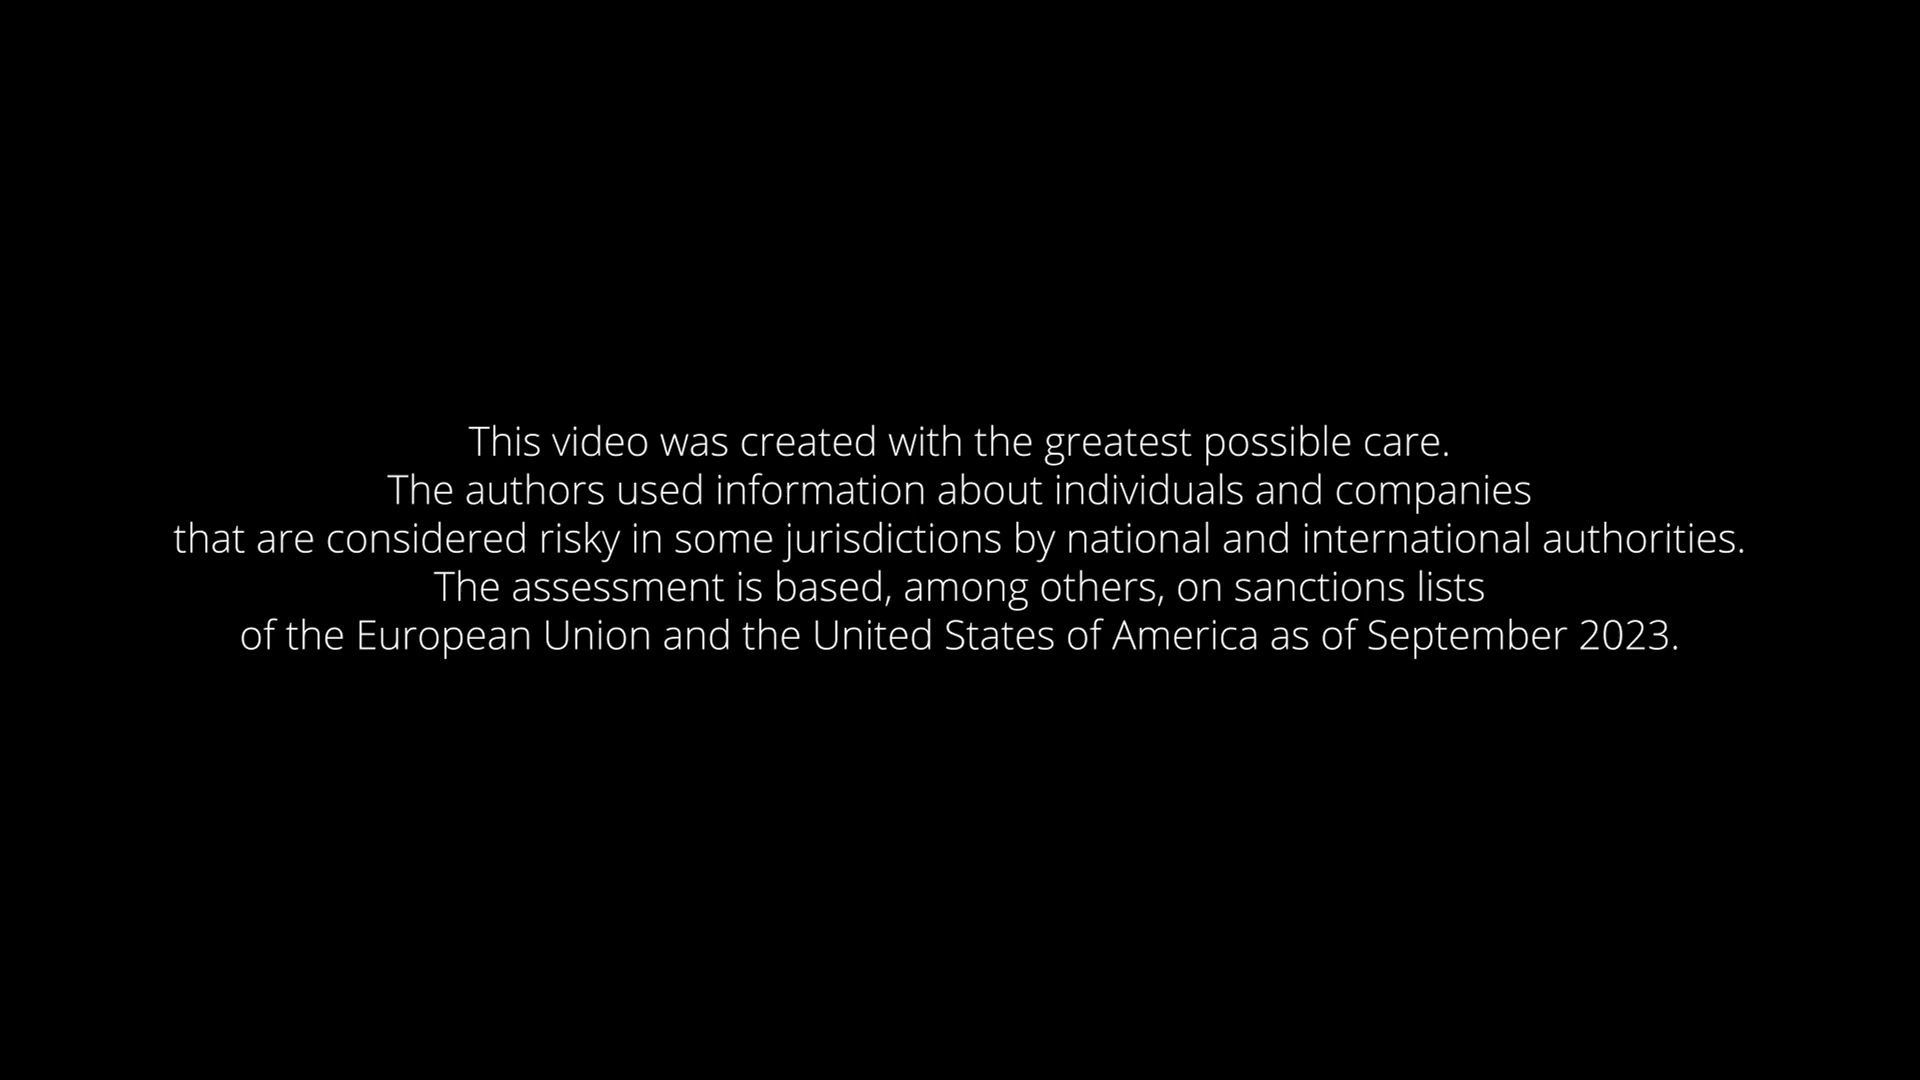 This video was created with the greatest possible care.
The authors used information about individuals and companies
that are considered risky in some jurisdictions by national and international authorities.
The assessment is based, among others, on sanctions lists
of the European Union and the United States of America as of September 2023.